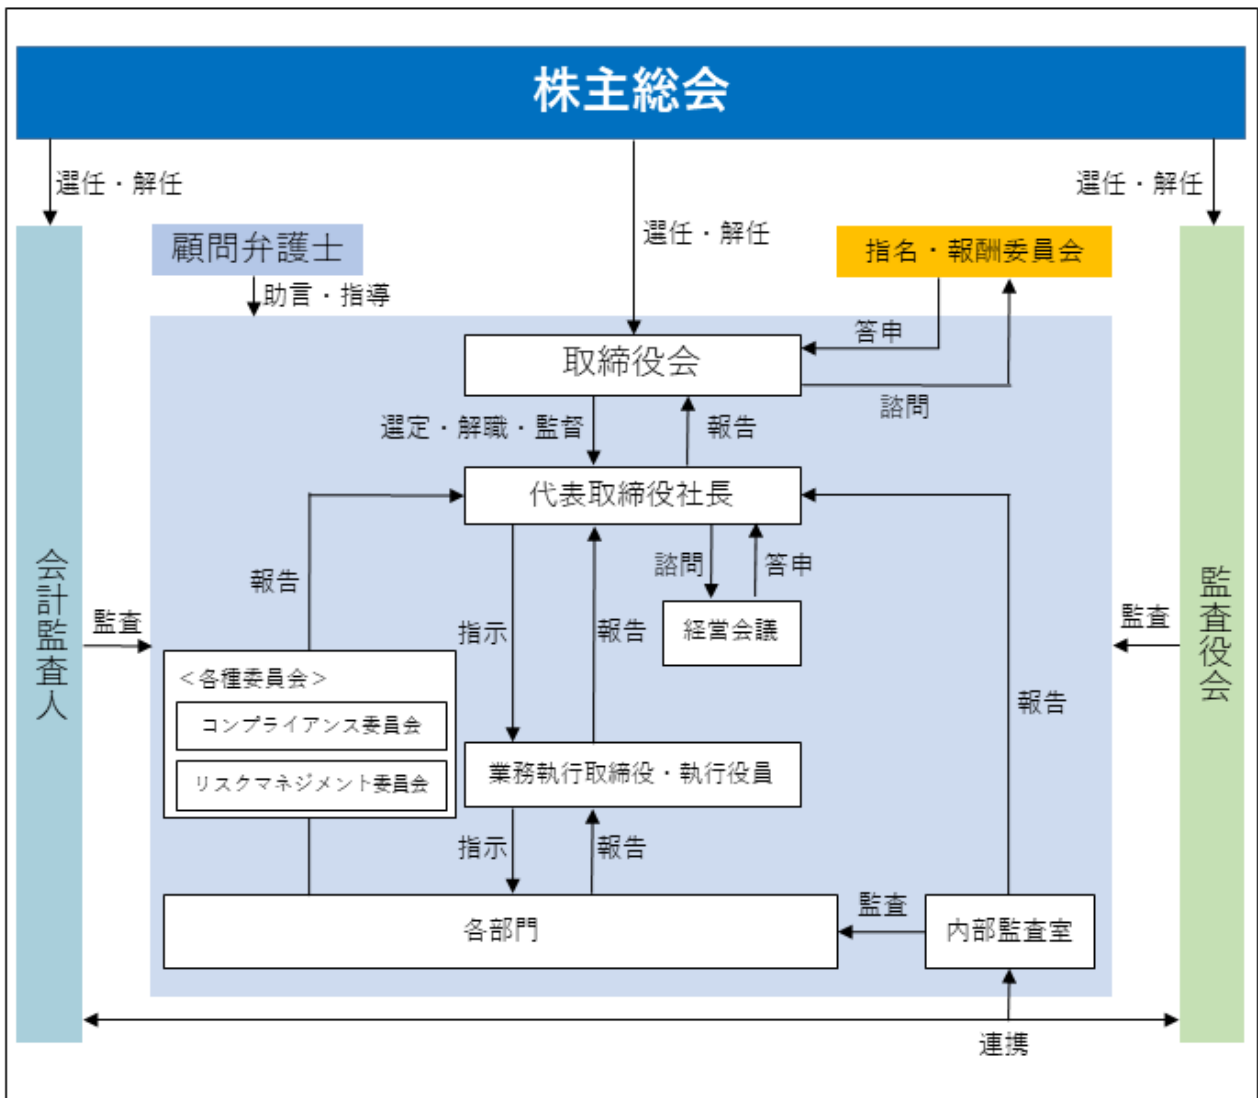 株主総会
選任・解任
選任・解任
選任・解任
顧問弁護士
指名・報酬委員会
助言・指導
答申
取締役会
諮問
選定・解職・監督
報告
代表取締役社長
会計監査人
監査役会
報告
諮問
答申
監査
指示
報告
経営会議
監査
＜各種委員会＞
コンプライアンス委員会
報告
リスクマネジメント委員会
業務執行取締役・執行役員
指示
報告
各部門
監査
内部監査室
連携